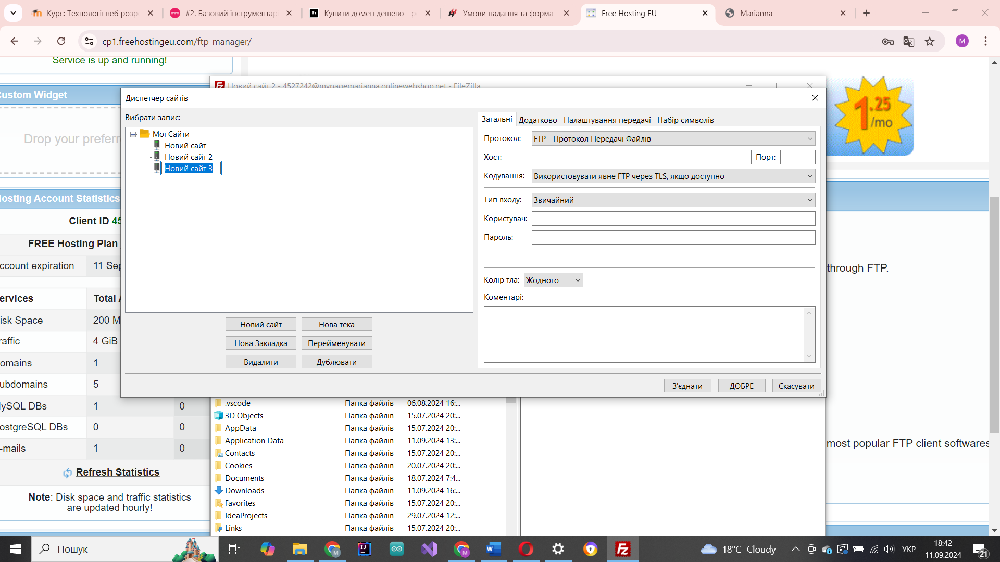 Курс: Технології веб розр
#2. Базовий інструментар
Купити домен дешево - р
Умови надання та форма
Free Hosting EU
Marianna
cp1.freehostingeu.com/ftp-manager/
M
Service is up and running!
Custom Widget
Drop your preferr
Hosting Account Statistics
Client ID 45
FREE Hosting Plan
ccount expiration 11 Sep
ervices Total A
isk Space 200 M
raffic 4 GiB
omains 1
ubdomains 5
ySQL DBs 1 0
ostgreSQL DBs 0 0
-mails 1 0
Refresh Statistics
Note: Disk space and traffic statistics
are updated hourly!
1.25
/mo
through FTP.
most popular FTP client softwares
Новий сайт 2 - 4527242@mypagemarianna.onlinewebshop.net - FileZilla
Диспетчер сайтів
Вибрати запис:
Мої Сайти
Новий сайт
Новий сайт 2
Новий сайт 3
Новий сайт
Нова тека
Нова Закладка
Перейменувати
Видалити
Дублювати
Загальні
Додатково
Налаштування передачі
Набір символів
Протокол: FTP - Протокол Передачі Файлів
Хост:
Порт:
Кодування: Використовувати явне FTP через TLS, якщо доступно
Тип входу: Звичайний
Користувач:
Пароль:
Колір тла: Жодного
Коментарі:
З'єднати
ДОБРЕ
Скасувати
.vscode Папка файлів 06.08.2024 16:...
3D Objects Папка файлів 15.07.2024 20:...
AppData Папка файлів 15.07.2024 20:...
Application Data Папка файлів 11.09.2024 13:...
Contacts Папка файлів 15.07.2024 20:...
Cookies Папка файлів 20.07.2024 20:...
Documents Папка файлів 18.07.2024 7:4...
Downloads Папка файлів 11.09.2024 16:...
Favorites Папка файлів 15.07.2024 20:...
IdeaProjects Папка файлів 29.07.2024 12:...
Links Папка файлів 15.07.2024 20:...
Пошук
18°C Cloudy
УКР
18:42
11.09.2024
21